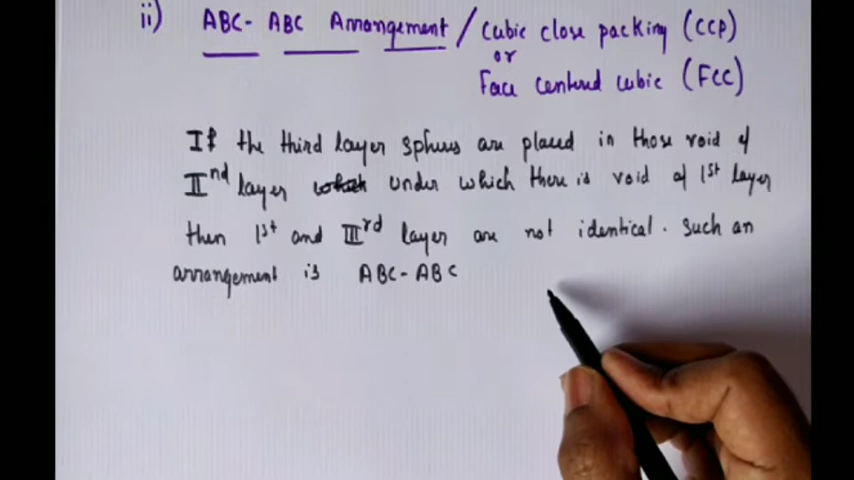 ii) ABC- ABC Arrangement / Cubic close packing (CCP)
or
Face centered cubic (FCC)
If the third layer spheres are placed in those void of
IInd layer under which there is void of 1st layer
then 1st and IIIrd layer are not identical. Such an
arrangement is ABC-ABC